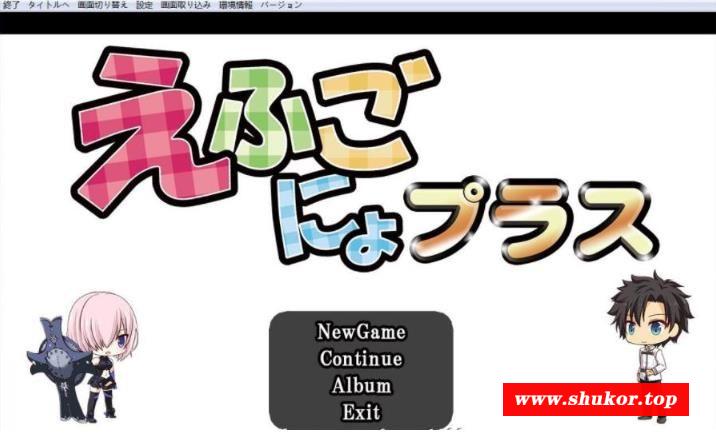 終了 タイトルへ 画面切り替え 設定 画面取り込み 環境情報 バージョン
えふご
にょプラス
NewGame
Continue
Album
Exit
www.shukor.top